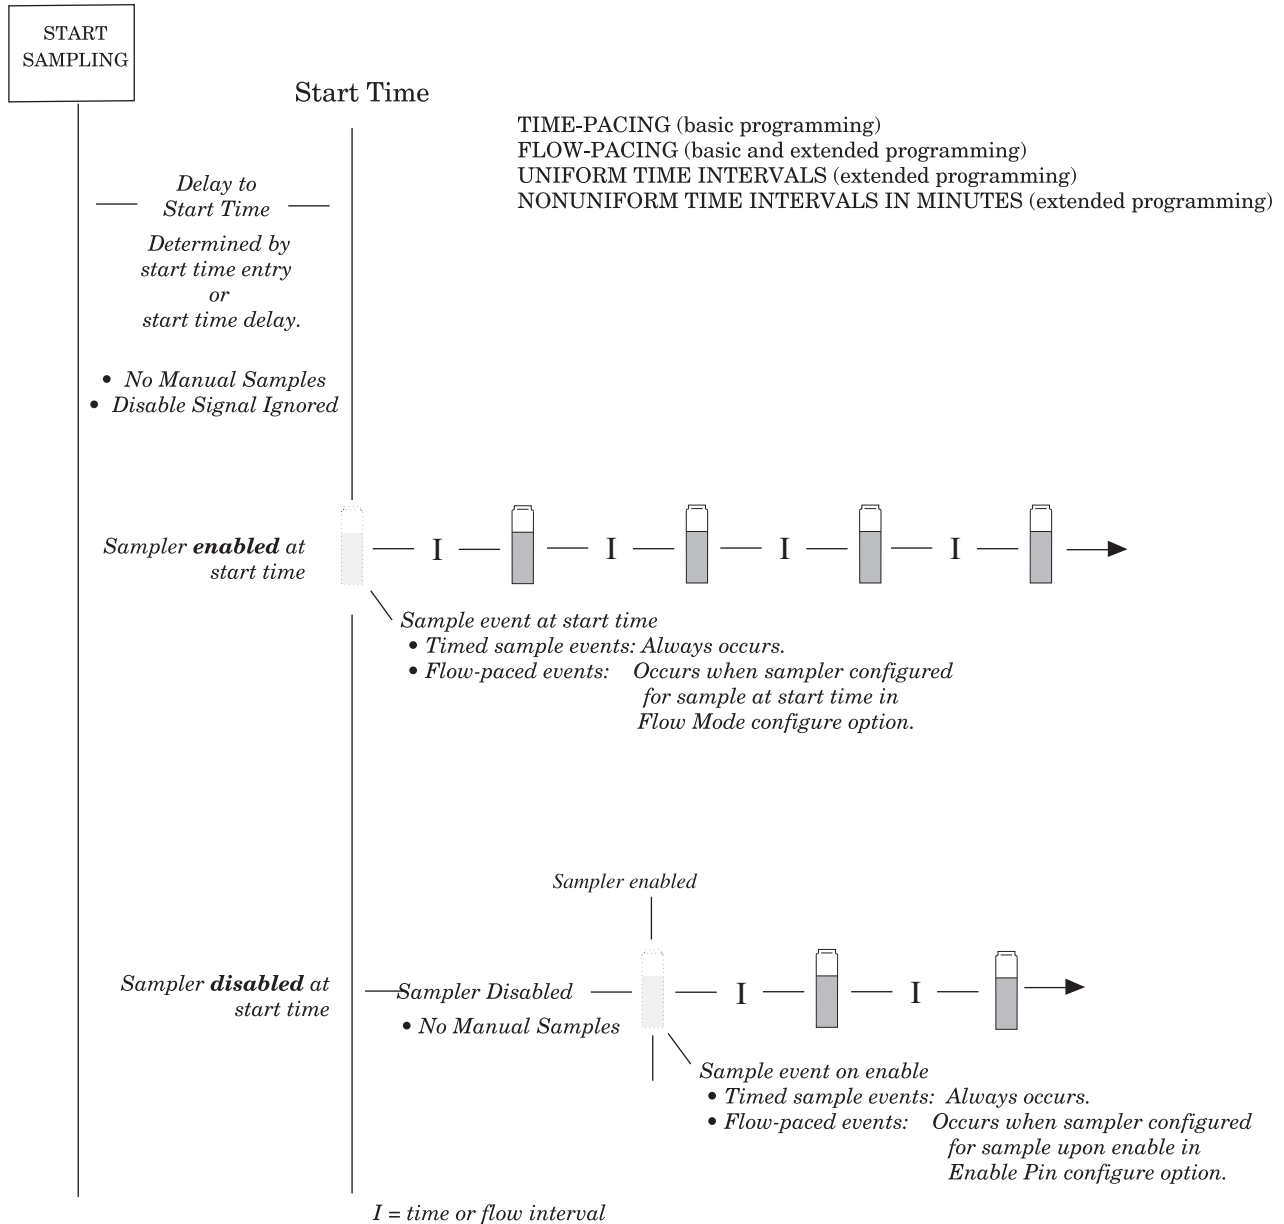 START
SAMPLING
Start Time
TIME-PACING (basic programming)
FLOW-PACING (basic and extended programming)
UNIFORM TIME INTERVALS (extended programming)
NONUNIFORM TIME INTERVALS IN MINUTES (extended programming)
Delay to
Start Time
Determined by
start time entry
or
start time delay.
• No Manual Samples
• Disable Signal Ignored
Sampler enabled at
start time
I I I I
Sample event at start time
• Timed sample events: Always occurs.
• Flow-paced events: Occurs when sampler configured
for sample at start time in
Flow Mode configure option.
Sampler enabled
Sampler disabled at
start time
Sampler Disabled
• No Manual Samples
I I
Sample event on enable
• Timed sample events: Always occurs.
• Flow-paced events: Occurs when sampler configured
for sample upon enable in
Enable Pin configure option.
I = time or flow interval